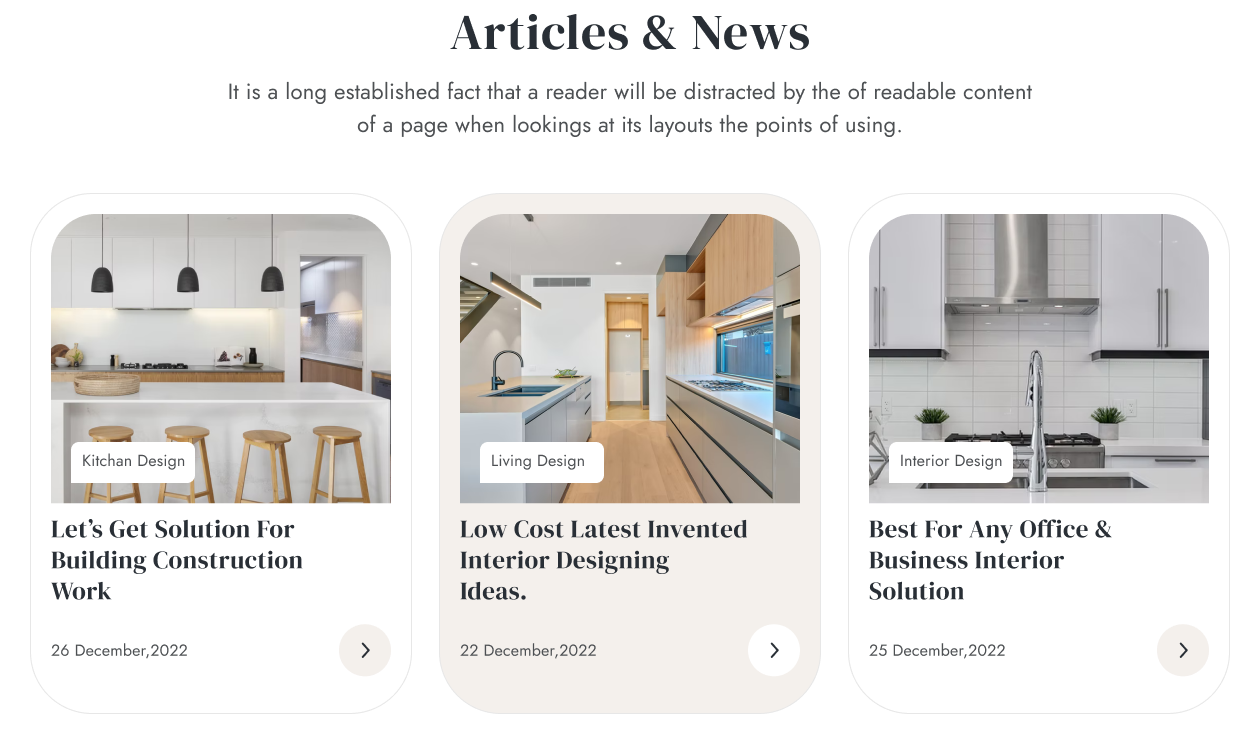 Articles & News
It is a long established fact that a reader will be distracted by the of readable content
of a page when lookings at its layouts the points of using.
Kitchan Design
Let’s Get Solution For
Building Construction
Work
26 December,2022
Living Design
Low Cost Latest Invented
Interior Designing
Ideas.
22 December,2022
Interior Design
Best For Any Office &
Business Interior
Solution
25 December,2022